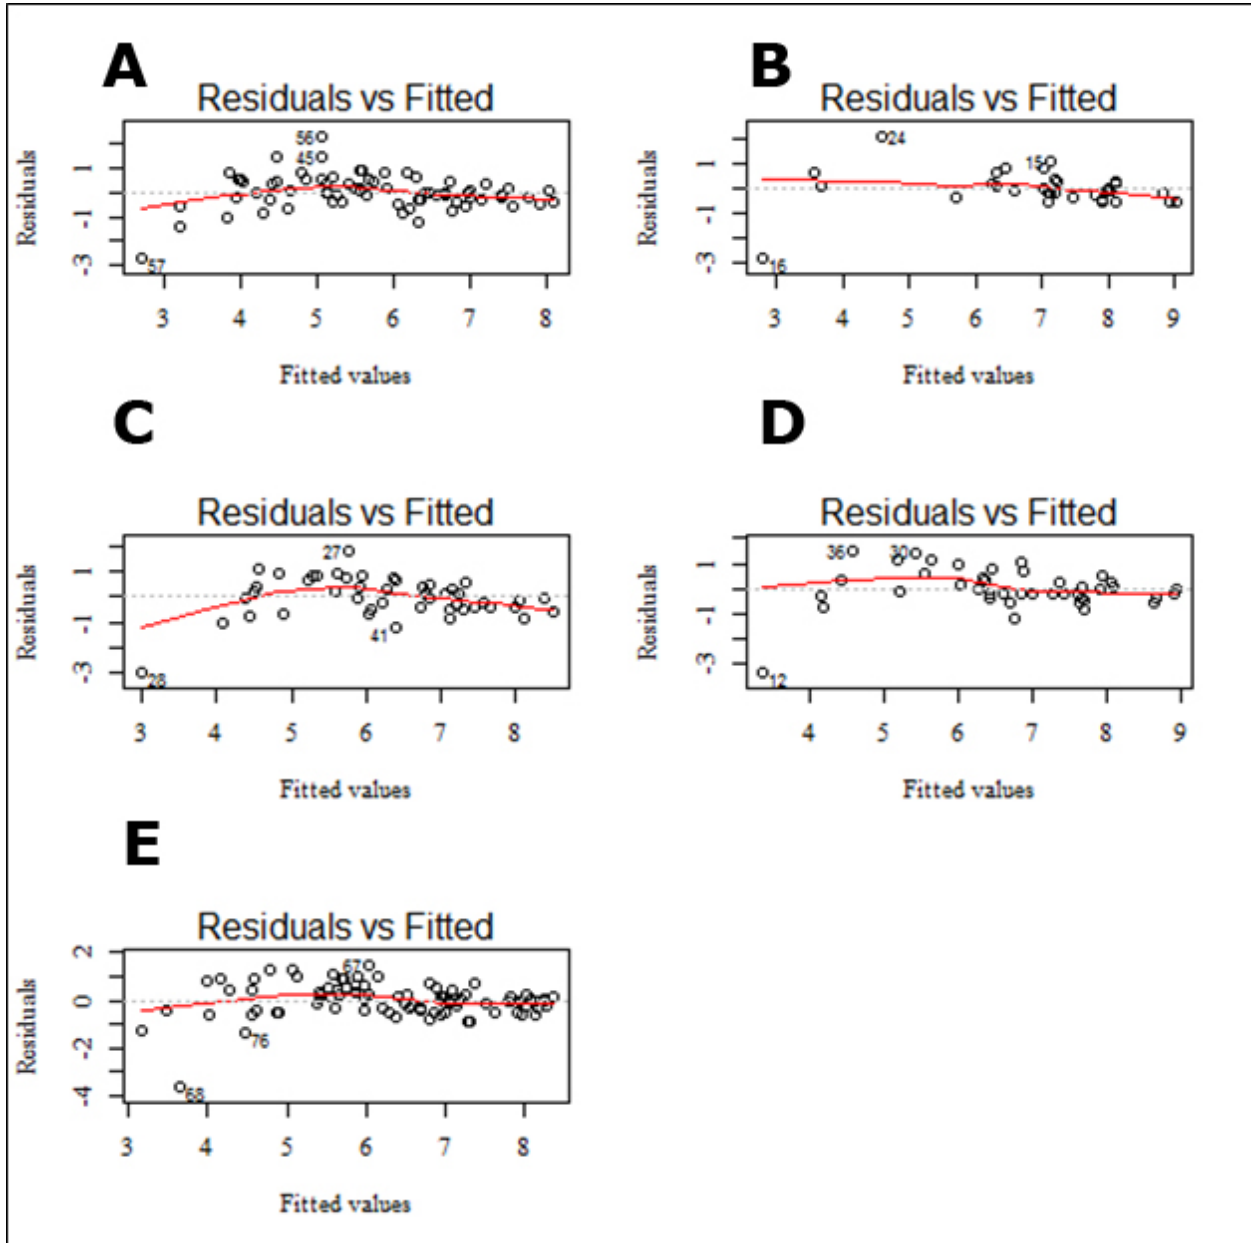 A
Residuals vs Fitted
Residuals
1
-1
-3
56
45
57
3 4 5 6 7 8
Fitted values
B
Residuals vs Fitted
Residuals
1
-1
-3
24
15
16
3 4 5 6 7 8 9
Fitted values
C
Residuals vs Fitted
Residuals
1
-1
-3
27
41
28
3 4 5 6 7 8
Fitted values
D
Residuals vs Fitted
Residuals
1
-1
-3
36
30
12
4 5 6 7 8 9
Fitted values
E
Residuals vs Fitted
Residuals
2
0
-2
-4
67
76
68
3 4 5 6 7 8
Fitted values